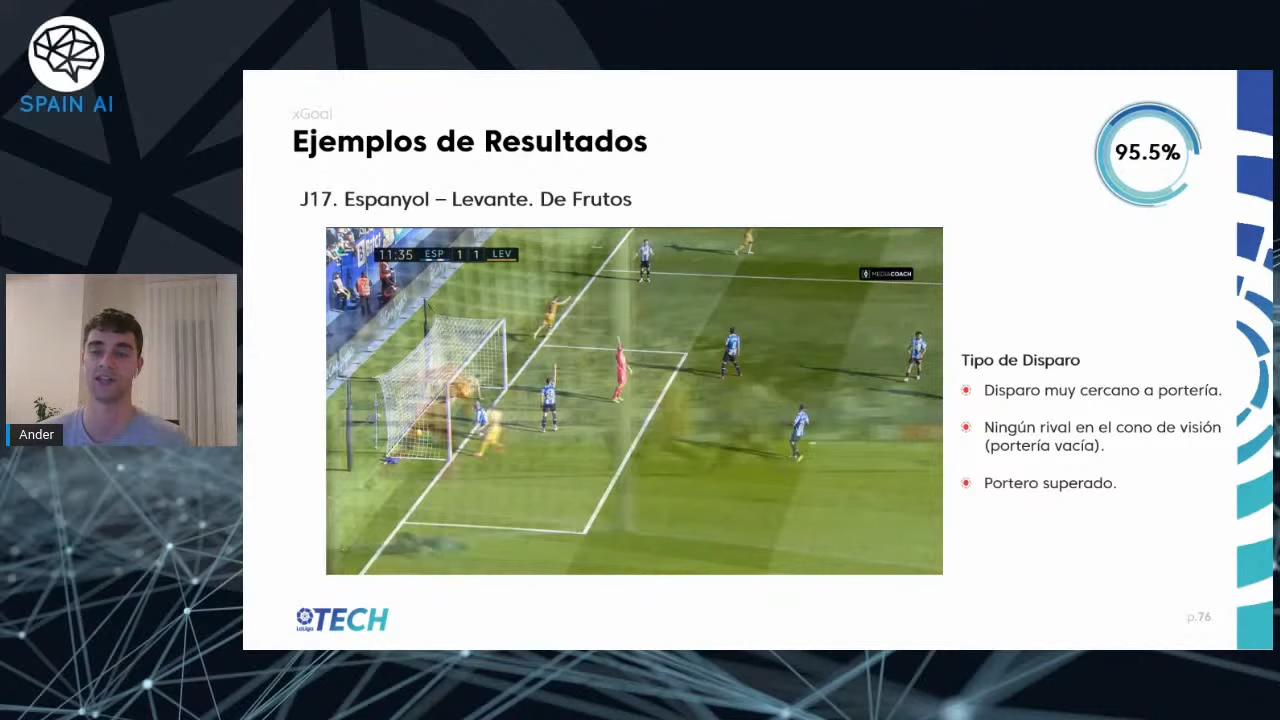 SPAIN AI
xGoal
Ejemplos de Resultados
95.5%
J17. Espanyol – Levante. De Frutos
11:35 ESP 1 1 LEV
MEDIACOACH
Tipo de Disparo
Disparo muy cercano a portería.
Ningún rival en el cono de visión
(portería vacía).
Portero superado.
Ander
LaLiga TECH
p.76